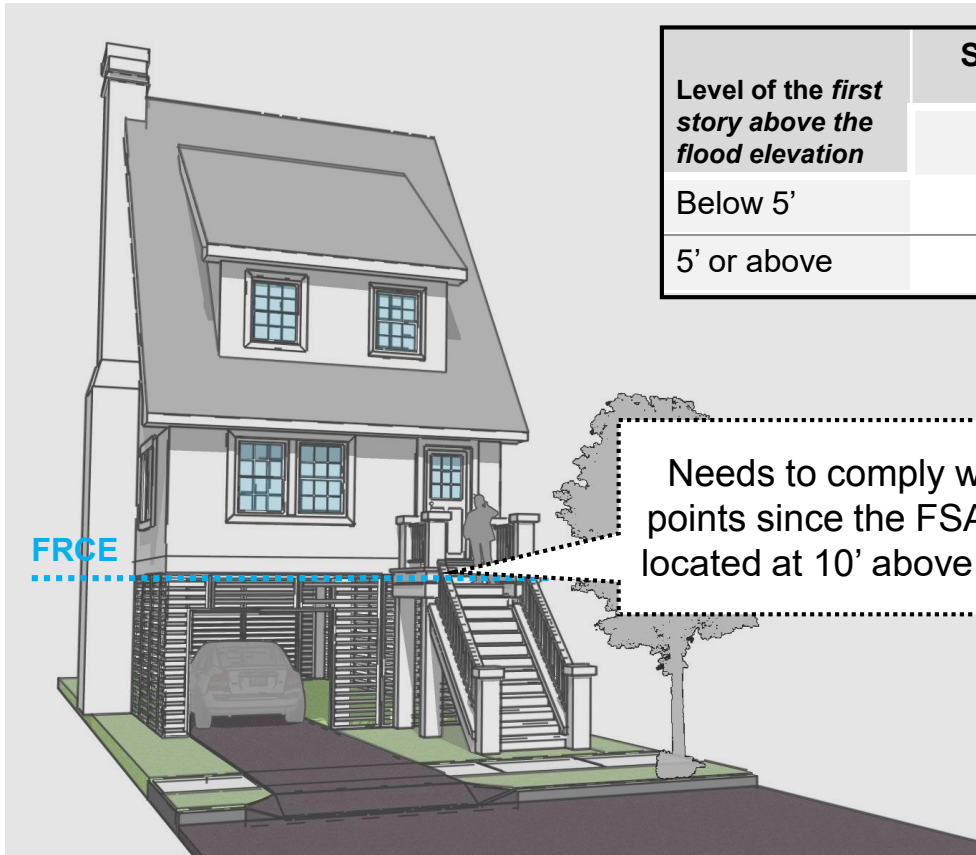 S
Level of the first
story above the
flood elevation
Below 5’
5’ or above
Needs to comply w
points since the FSA
located at 10’ above
FRCE